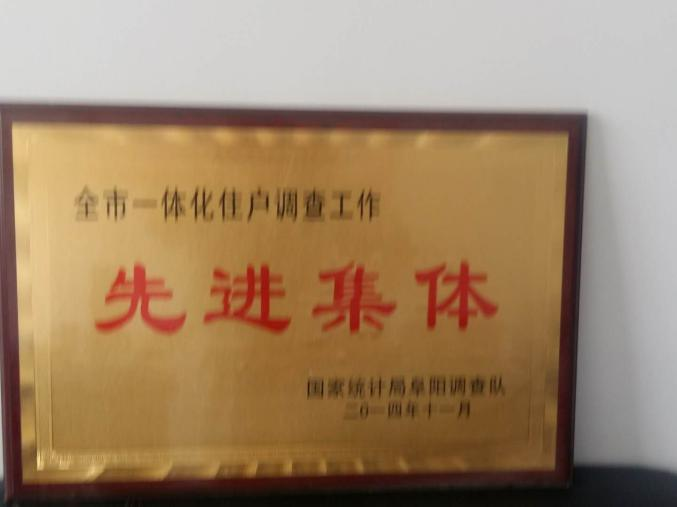 全市一体化住户调查工作
先进集体
国家统计局阜阳调查队
二0一四年十一月